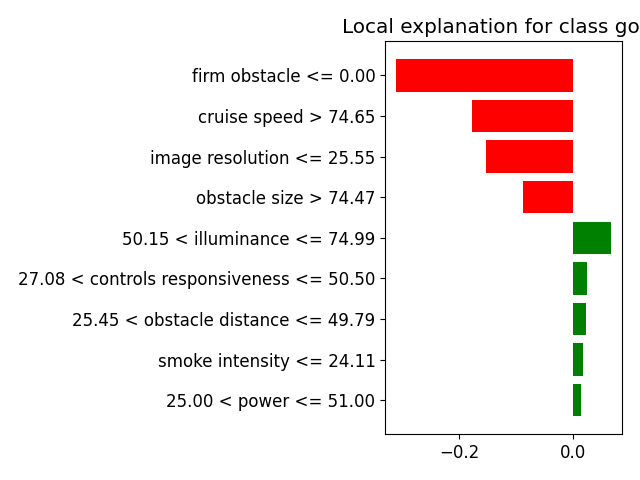 Local explanation for class go
firm obstacle <= 0.00
cruise speed > 74.65
image resolution <= 25.55
obstacle size > 74.47
50.15 < illuminance <= 74.99
27.08 < controls responsiveness <= 50.50
25.45 < obstacle distance <= 49.79
smoke intensity <= 24.11
25.00 < power <= 51.00
−0.2 0.0